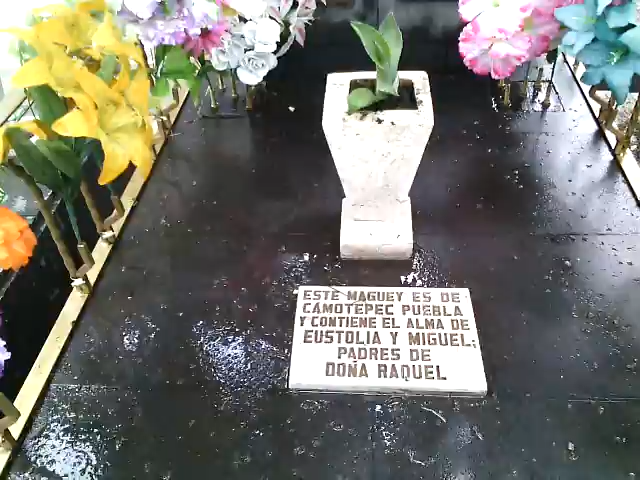 ESTE MAGUEY ES DE
CAMOTEPEC PUEBLA
Y CONTIENE EL ALMA DE
EUSTOLIA Y MIGUEL;
PADRES DE
DOÑA RAQUEL